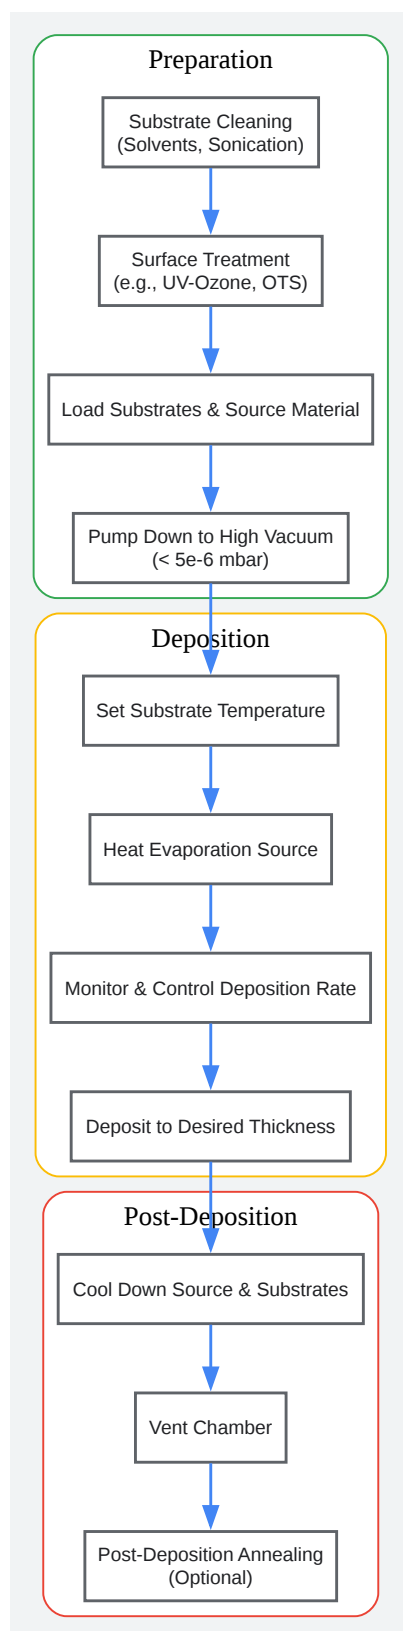 Preparation
Substrate Cleaning
(Solvents, Sonication)
Surface Treatment
(e.g., UV-Ozone, OTS)
Load Substrates & Source Material
Pump Down to High Vacuum
(< 5e-6 mbar)
Deposition
Set Substrate Temperature
Heat Evaporation Source
Monitor & Control Deposition Rate
Deposit to Desired Thickness
Post-Deposition
Cool Down Source & Substrates
Vent Chamber
Post-Deposition Annealing
(Optional)